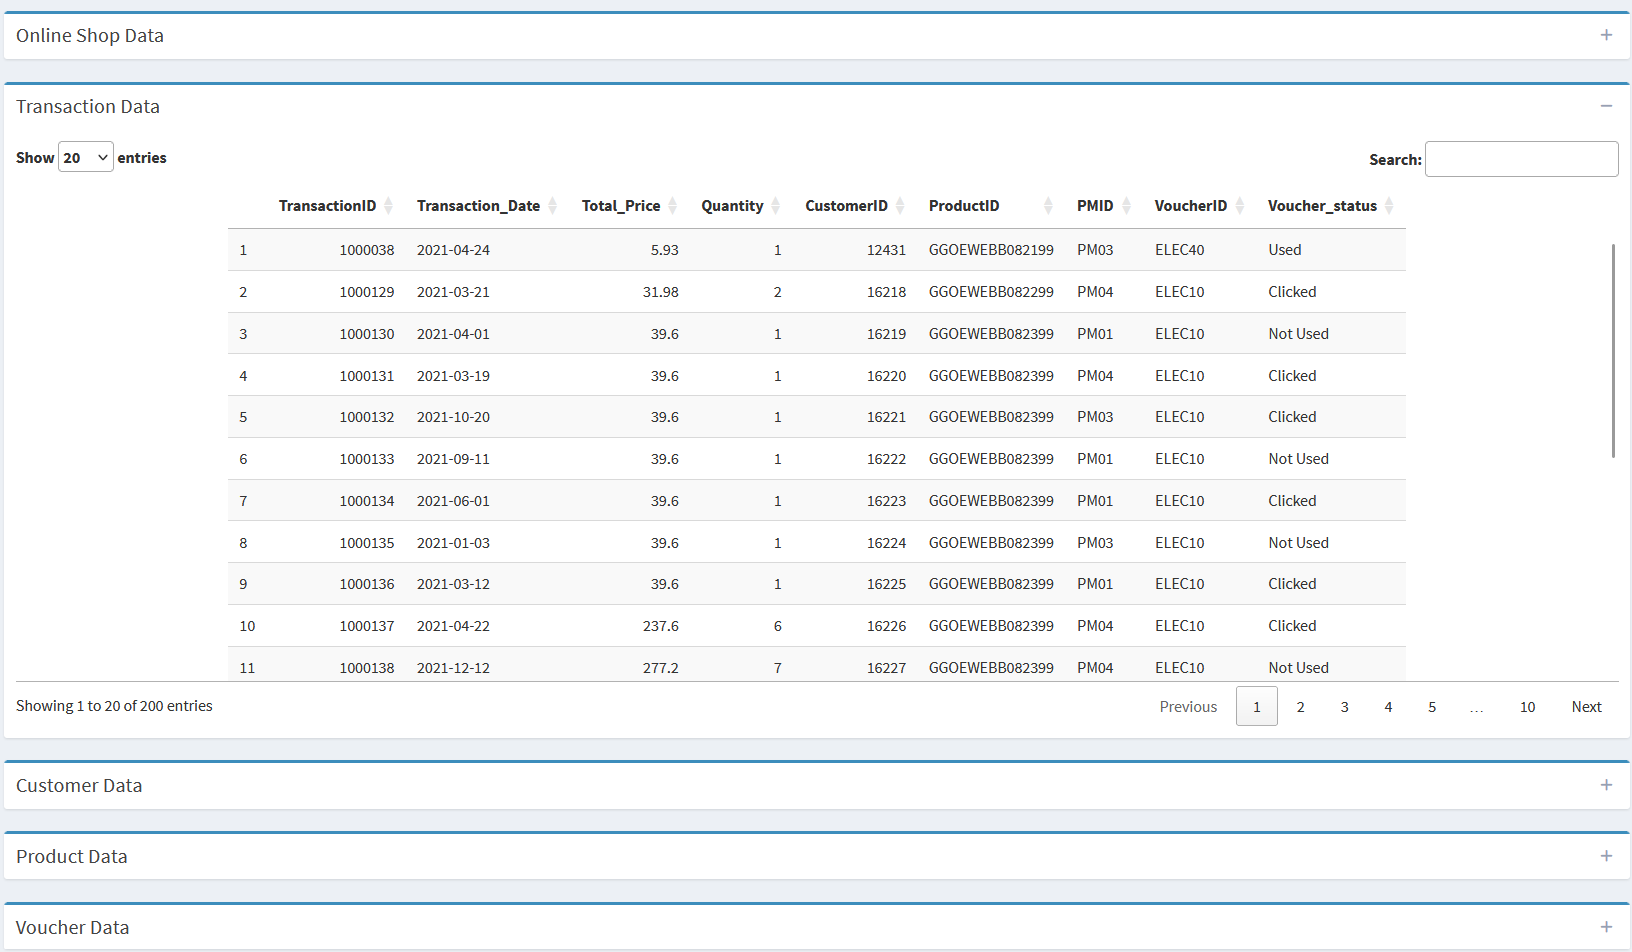 Online Shop Data +
Transaction Data −
Show 20 entries Search:
TransactionID Transaction_Date Total_Price Quantity CustomerID ProductID PMID VoucherID Voucher_status
1 1000038 2021-04-24 5.93 1 12431 GGOEWEBB082199 PM03 ELEC40 Used
2 1000129 2021-03-21 31.98 2 16218 GGOEWEBB082299 PM04 ELEC10 Clicked
3 1000130 2021-04-01 39.6 1 16219 GGOEWEBB082399 PM01 ELEC10 Not Used
4 1000131 2021-03-19 39.6 1 16220 GGOEWEBB082399 PM04 ELEC10 Clicked
5 1000132 2021-10-20 39.6 1 16221 GGOEWEBB082399 PM03 ELEC10 Clicked
6 1000133 2021-09-11 39.6 1 16222 GGOEWEBB082399 PM01 ELEC10 Not Used
7 1000134 2021-06-01 39.6 1 16223 GGOEWEBB082399 PM01 ELEC10 Clicked
8 1000135 2021-01-03 39.6 1 16224 GGOEWEBB082399 PM03 ELEC10 Not Used
9 1000136 2021-03-12 39.6 1 16225 GGOEWEBB082399 PM01 ELEC10 Clicked
10 1000137 2021-04-22 237.6 6 16226 GGOEWEBB082399 PM04 ELEC10 Clicked
11 1000138 2021-12-12 277.2 7 16227 GGOEWEBB082399 PM04 ELEC10 Not Used
Showing 1 to 20 of 200 entries Previous 1 2 3 4 5 … 10 Next
Customer Data +
Product Data +
Voucher Data +